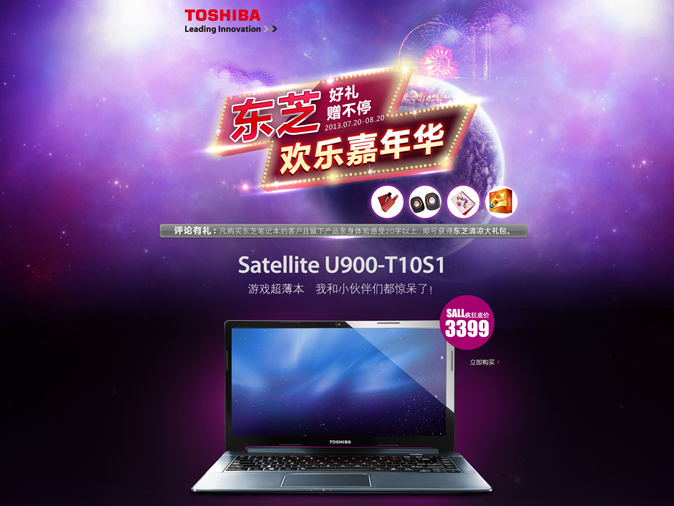 TOSHIBA
Leading Innovation >>>
东芝
好礼
赠不停
2013.07.20-08.20
欢乐嘉年华
评论有礼：凡购买东芝笔记本的客户且留下产品亲身体验感受20字以上，即可获得东芝清凉大礼包。
Satellite U900-T10S1
游戏超薄本 我和小伙伴们都惊呆了!
SALL疯狂底价
3399
立即购买 >
TOSHIBA